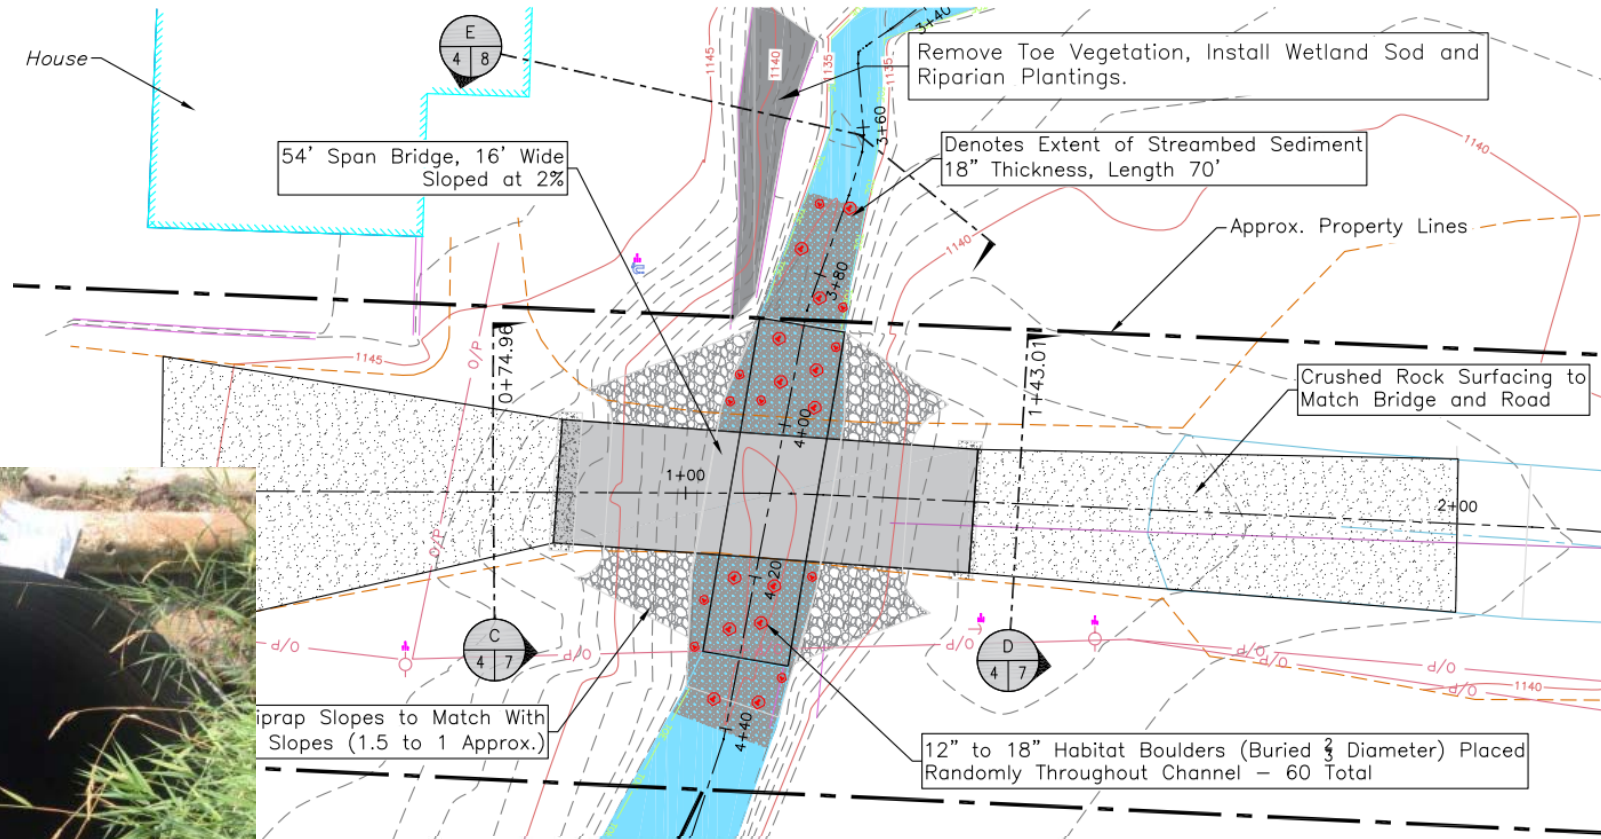 House
E
4 8
1145
1140
1135
1135
3+40
Remove Toe Vegetation, Install Wetland Sod and
Riparian Plantings.
3+60
54' Span Bridge, 16' Wide
Sloped at 2%
Denotes Extent of Streambed Sediment
18" Thickness, Length 70'
1140
1140
Approx. Property Lines
3+80
1145
O/P
0+74.96
1+43.01
Crushed Rock Surfacing to
Match Bridge and Road
4+00
1+00
2+00
O/P
4+20
C
4 7
D
4 7
O/P
O/P
O/P
O/P
O/P
O/P
O/P
O/P
1140
iprap Slopes to Match With
Slopes (1.5 to 1 Approx.)
4+40
12" to 18" Habitat Boulders (Buried 2/3 Diameter) Placed
Randomly Throughout Channel – 60 Total